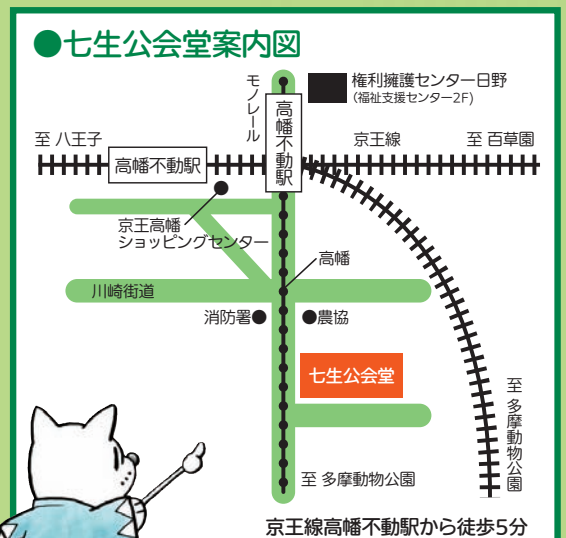 ●七生公会堂案内図
モノレール
高幡不動駅
権利擁護センター日野
(福祉支援センター2F)
至 八王子
高幡不動駅
京王線
至 百草園
京王高幡
ショッピングセンター
高幡
川崎街道
消防署●
●農協
七生公会堂
至 多摩動物公園
至 多摩動物公園
京王線高幡不動駅から徒歩5分